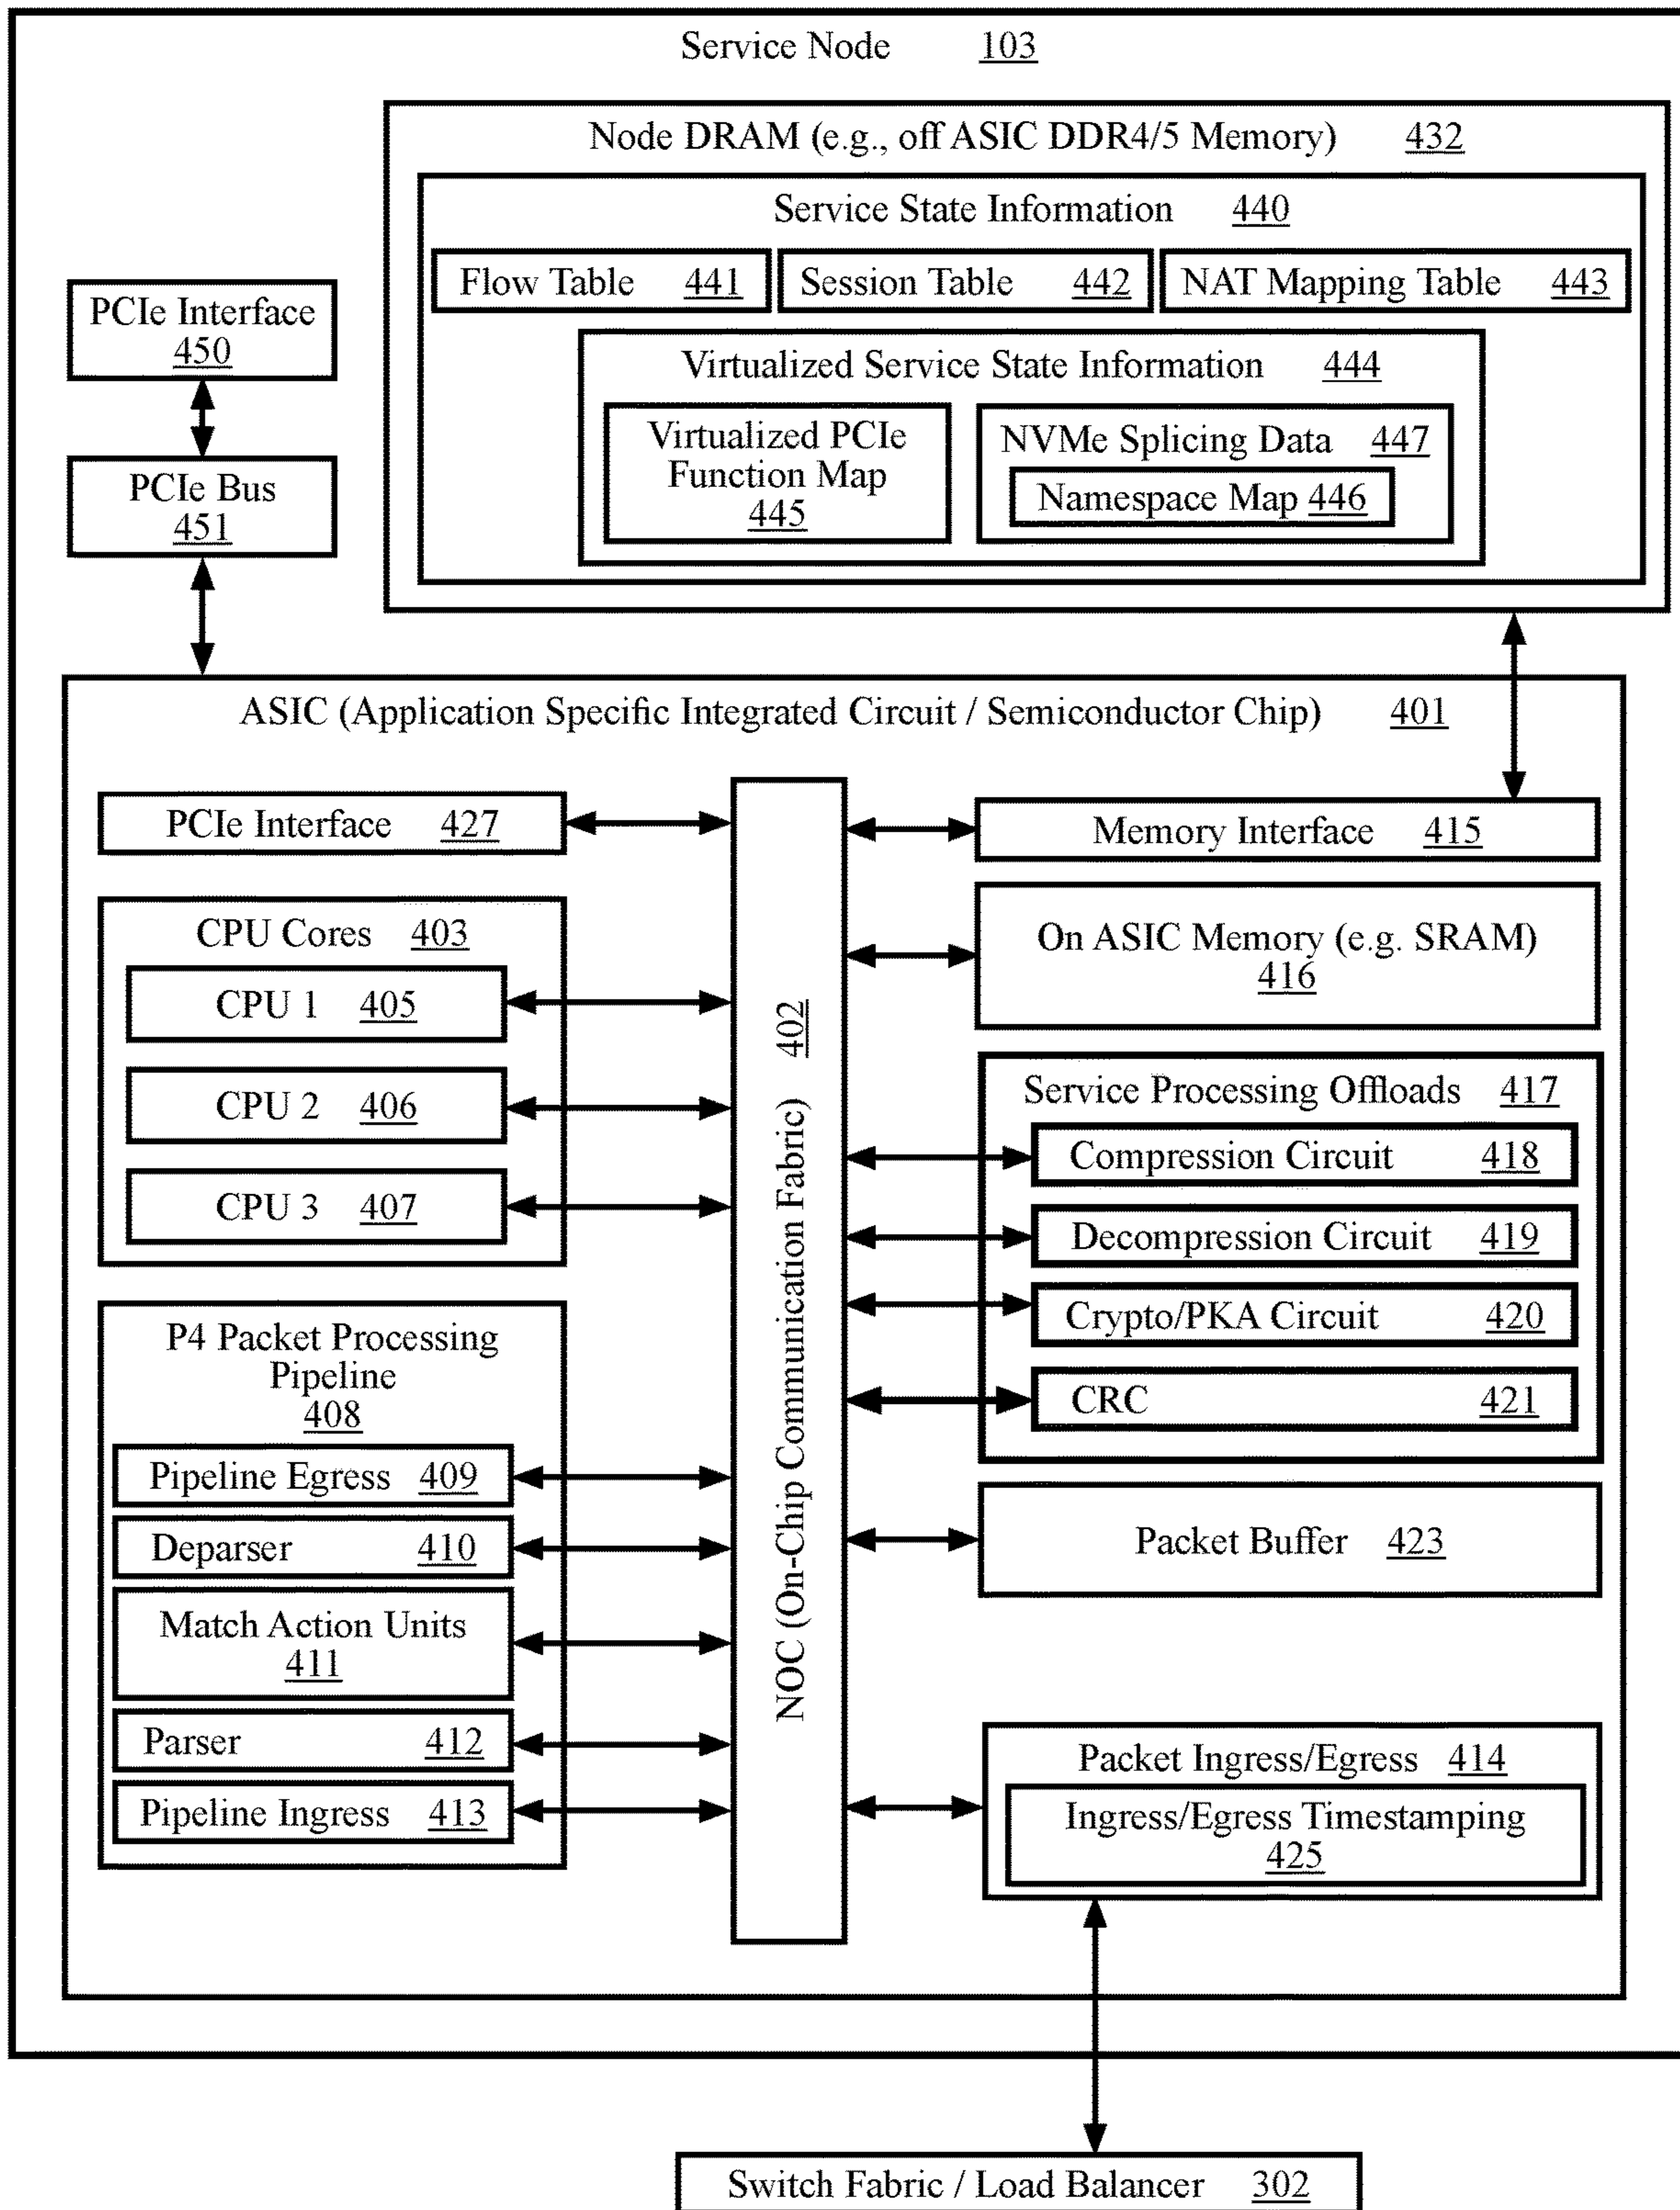 Service Node 103
Node DRAM (e.g., off ASIC DDR4/5 Memory) 432
Service State Information 440
Flow Table 441
Session Table 442
NAT Mapping Table 443
Virtualized Service State Information 444
Virtualized PCIe
Function Map
445
NVMe Splicing Data 447
Namespace Map 446
PCIe Interface
450
PCIe Bus
451
ASIC (Application Specific Integrated Circuit / Semiconductor Chip) 401
PCIe Interface 427
CPU Cores 403
CPU 1 405
CPU 2 406
CPU 3 407
P4 Packet Processing
Pipeline
408
Pipeline Egress 409
Deparser 410
Match Action Units
411
Parser 412
Pipeline Ingress 413
NOC (On-Chip Communication Fabric) 402
Memory Interface 415
On ASIC Memory (e.g. SRAM)
416
Service Processing Offloads 417
Compression Circuit 418
Decompression Circuit 419
Crypto/PKA Circuit 420
CRC 421
Packet Buffer 423
Packet Ingress/Egress 414
Ingress/Egress Timestamping
425
Switch Fabric / Load Balancer 302